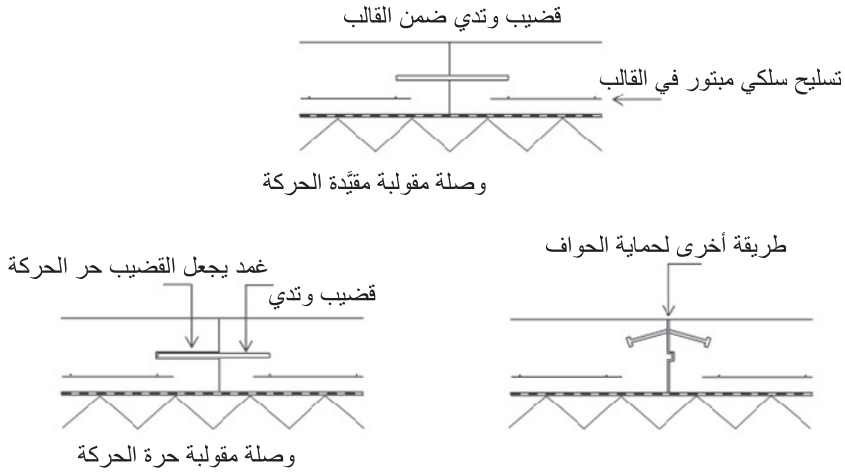 قضيب وتدي ضمن القالب
تسليح سلكي مبتور في القالب
وصلة مقولبة مقيَّدة الحركة
طريقة أخرى لحماية الحواف
غمد يجعل القضيب حر الحركة
قضيب وتدي
وصلة مقولبة حرة الحركة